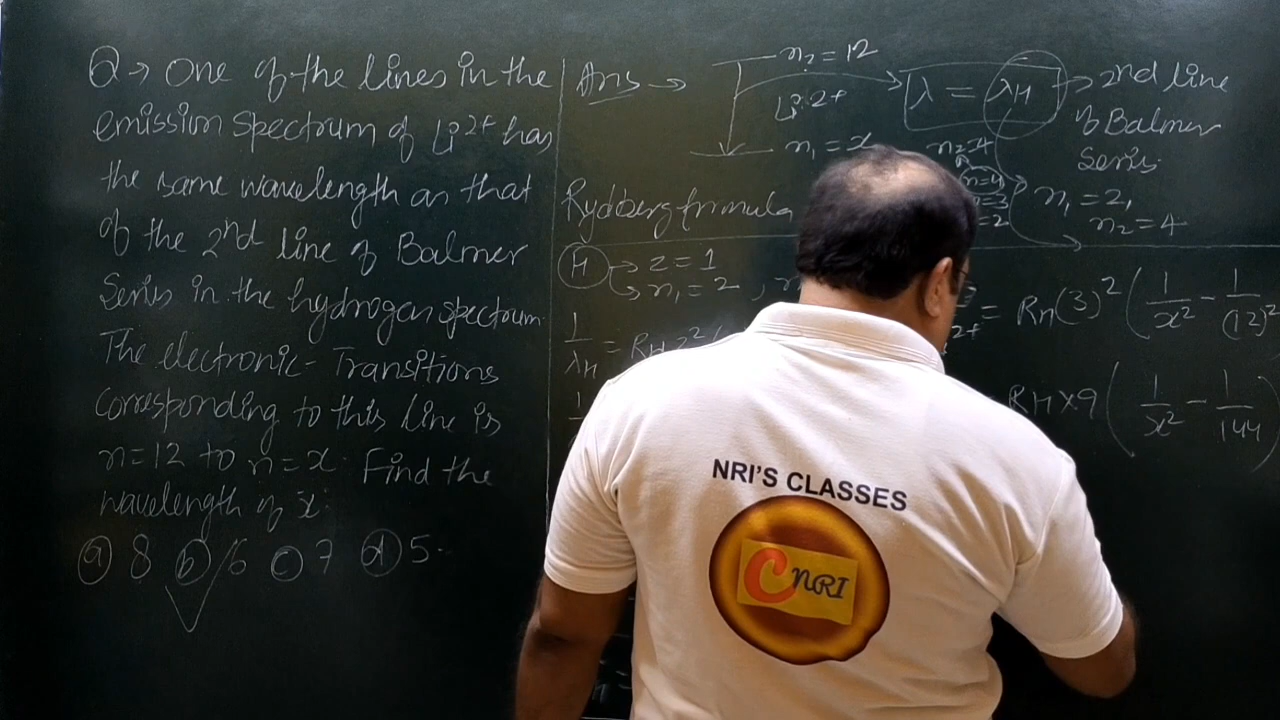 Q → One of the lines in the
emission spectrum of Li²⁺ has
the same wavelength as that
of the 2nd line of Balmer
Series in the hydrogen spectrum.
The electronic-Transitions
corresponding to this line is
n=12 to n=x. Find the
wavelength of x.
(a) 8 (b) 6 (c) 7 (d) 5.
Ans →
n₂ = 12
Li²⁺
n₁ = x
λ = λH → 2nd line
of Balmer
Series.
n₂=4
n=4
=3
=2
n₁ = 2,
n₂ = 4
Rydberg formula
H → z = 1
→ n₁ = 2,
1/λH = RH z²
= RH(3)² (1/x² - 1/(12)²
RH×9 (1/x² - 1/144)
NRI'S CLASSES
CNRI